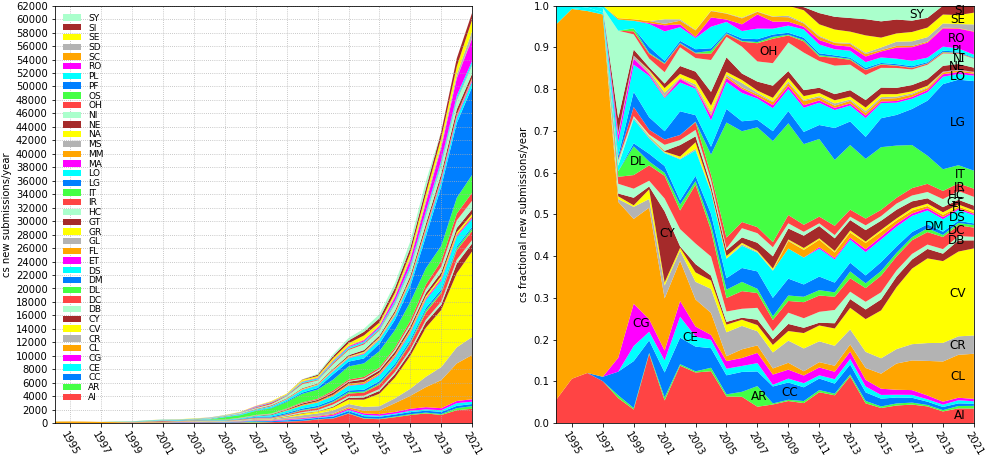 cs new submissions/year
62000
60000
58000
56000
54000
52000
50000
48000
46000
44000
42000
40000
38000
36000
34000
32000
30000
28000
26000
24000
22000
20000
18000
16000
14000
12000
10000
8000
6000
4000
2000
SY
SI
SE
SD
SC
RO
PL
PF
OS
OH
NI
NE
NA
MS
MM
MA
LO
LG
IT
IR
HC
GT
GR
GL
FL
ET
DS
DM
DL
DC
DB
CY
CV
CR
CL
CG
CE
CC
AR
AI
1995
1997
1999
2001
2003
2005
2007
2009
2011
2013
2015
2017
2019
2021
cs fractional new submissions/year
1.0
0.9
0.8
0.7
0.6
0.5
0.4
0.3
0.2
0.1
0.0
SY
SI
SE
RO
PL
OH
NI
NE
LO
LG
DL
IT
IR
HC
GT
FL
DS
DM
DC
CY
DB
CV
CG
CE
CR
CL
CC
AR
AI
1995
1997
1999
2001
2003
2005
2007
2009
2011
2013
2015
2017
2019
2021